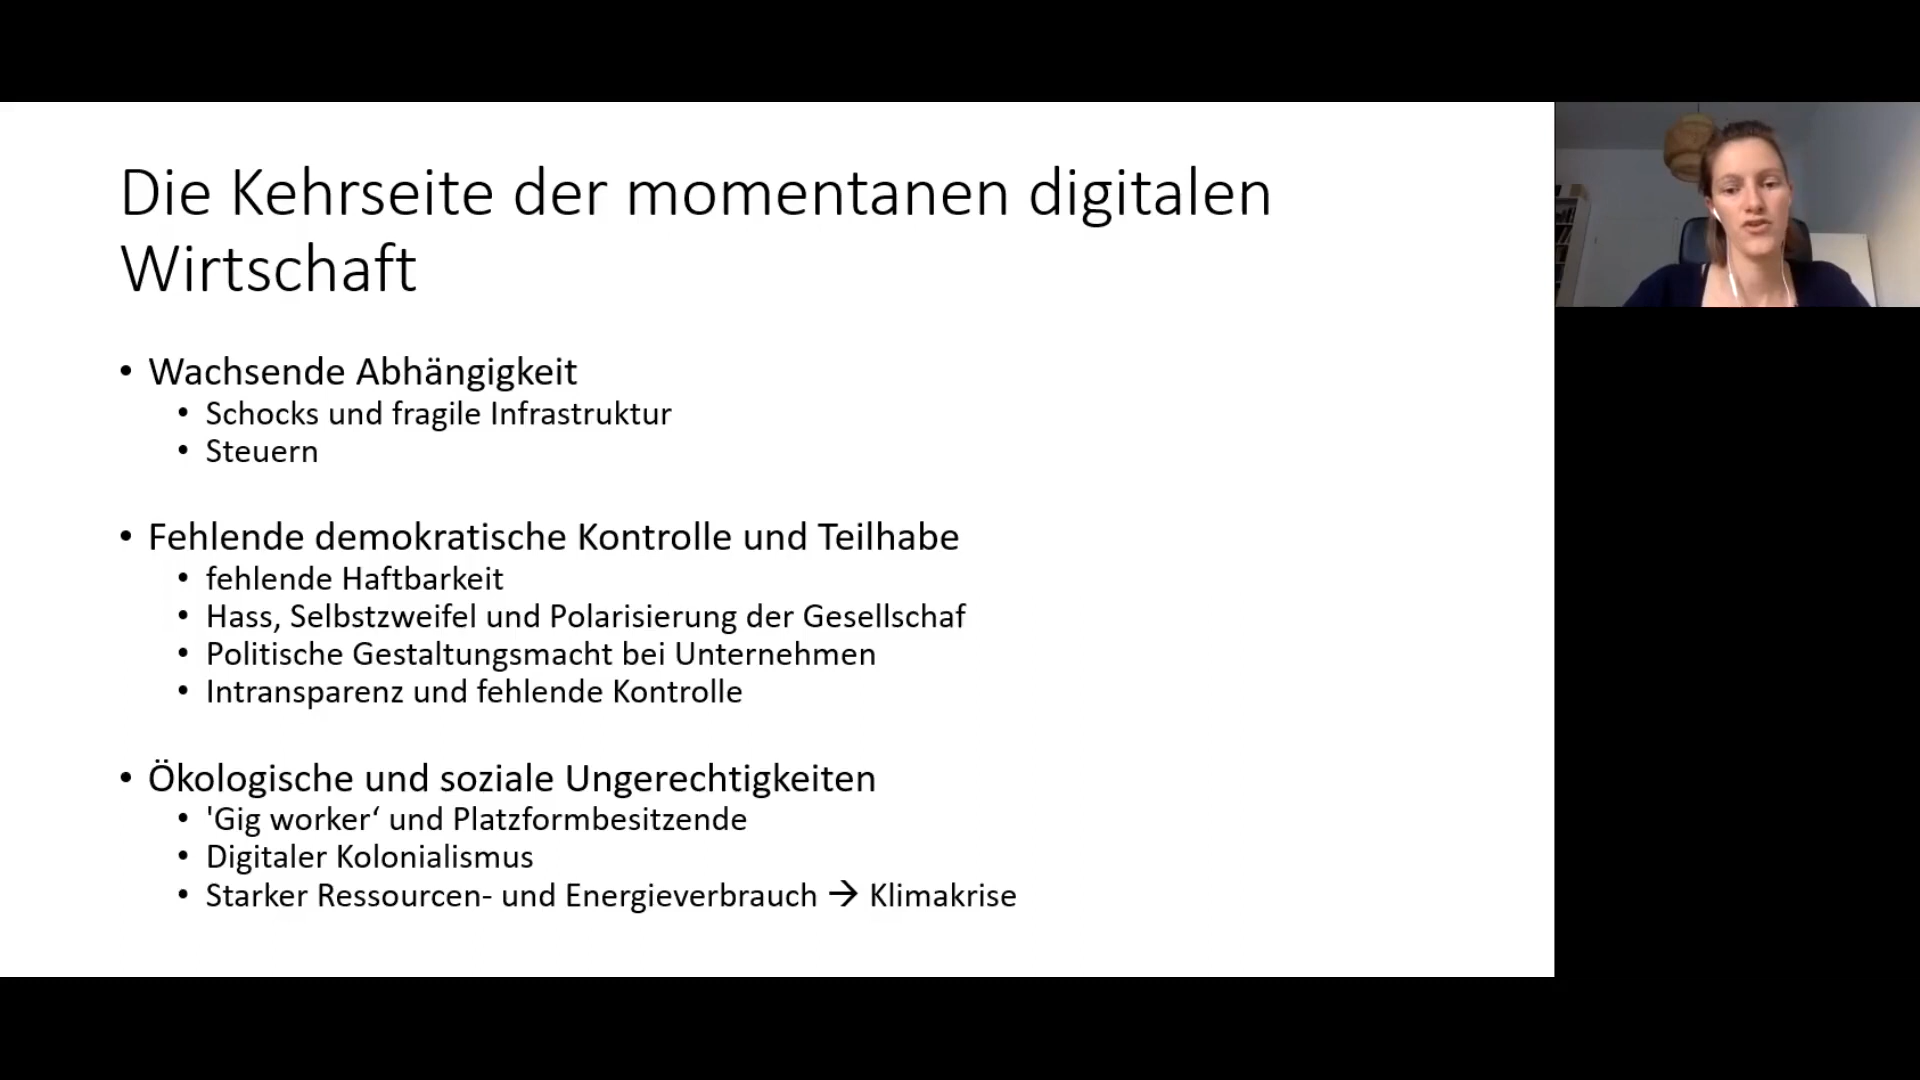 Die Kehrseite der momentanen digitalen
Wirtschaft
• Wachsende Abhängigkeit
• Schocks und fragile Infrastruktur
• Steuern
• Fehlende demokratische Kontrolle und Teilhabe
• fehlende Haftbarkeit
• Hass, Selbstzweifel und Polarisierung der Gesellschaf
• Politische Gestaltungsmacht bei Unternehmen
• Intransparenz und fehlende Kontrolle
• Ökologische und soziale Ungerechtigkeiten
• 'Gig worker‘ und Platzformbesitzende
• Digitaler Kolonialismus
• Starker Ressourcen- und Energieverbrauch → Klimakrise